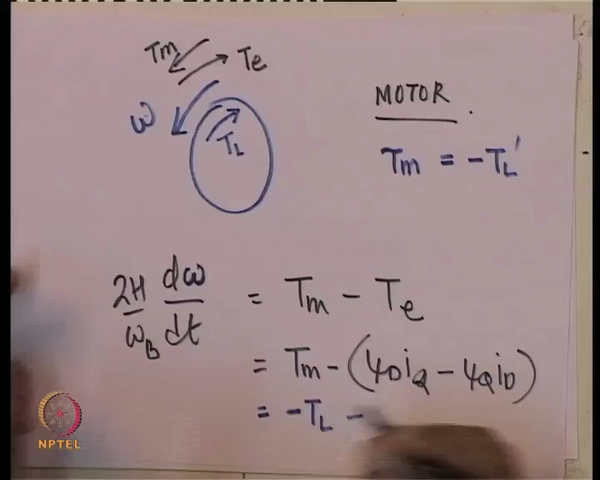 Tm Te
ω
TL
MOTOR.
Tm = -TL'
2H/ωB dω/dt = Tm - Te
= Tm - (ψD iQ - ψQ iD)
= -TL -
NPTEL